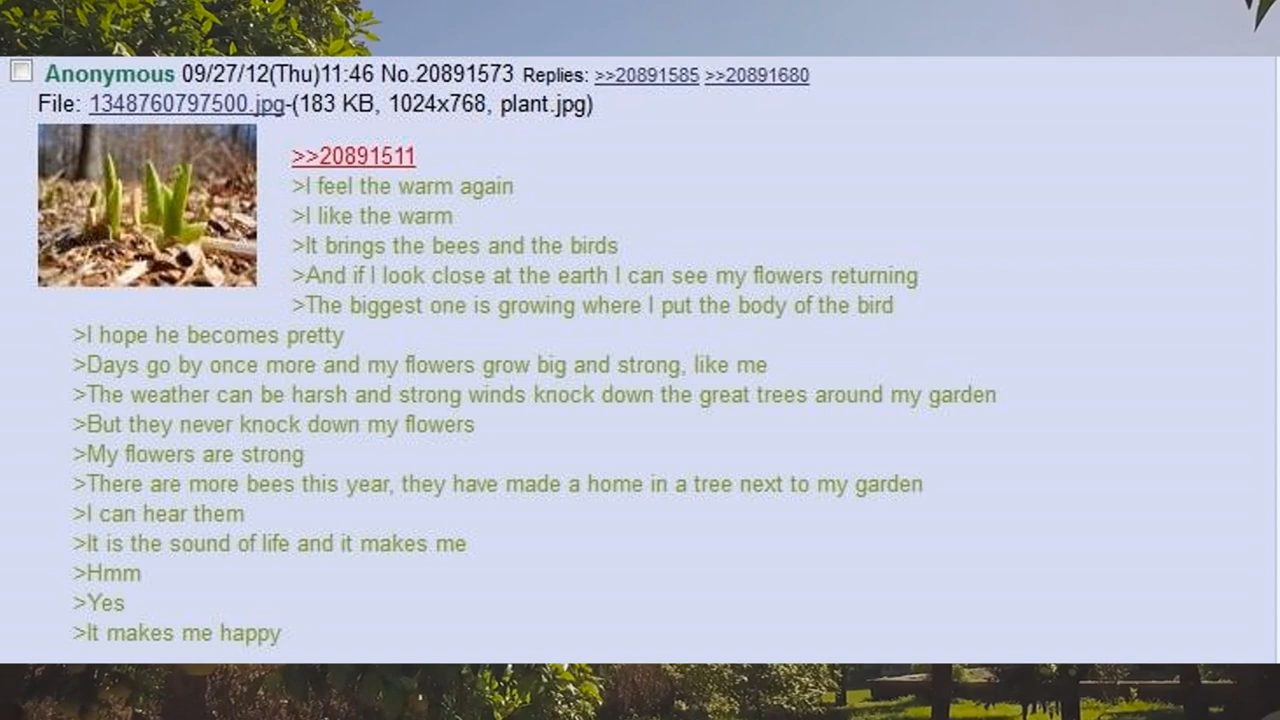 Anonymous 09/27/12(Thu)11:46 No.20891573 Replies: >>20891585 >>20891680
File: 1348760797500.jpg-(183 KB, 1024x768, plant.jpg)
>>20891511
>I feel the warm again
>I like the warm
>It brings the bees and the birds
>And if I look close at the earth I can see my flowers returning
>The biggest one is growing where I put the body of the bird
>I hope he becomes pretty
>Days go by once more and my flowers grow big and strong, like me
>The weather can be harsh and strong winds knock down the great trees around my garden
>But they never knock down my flowers
>My flowers are strong
>There are more bees this year, they have made a home in a tree next to my garden
>I can hear them
>It is the sound of life and it makes me
>Hmm
>Yes
>It makes me happy